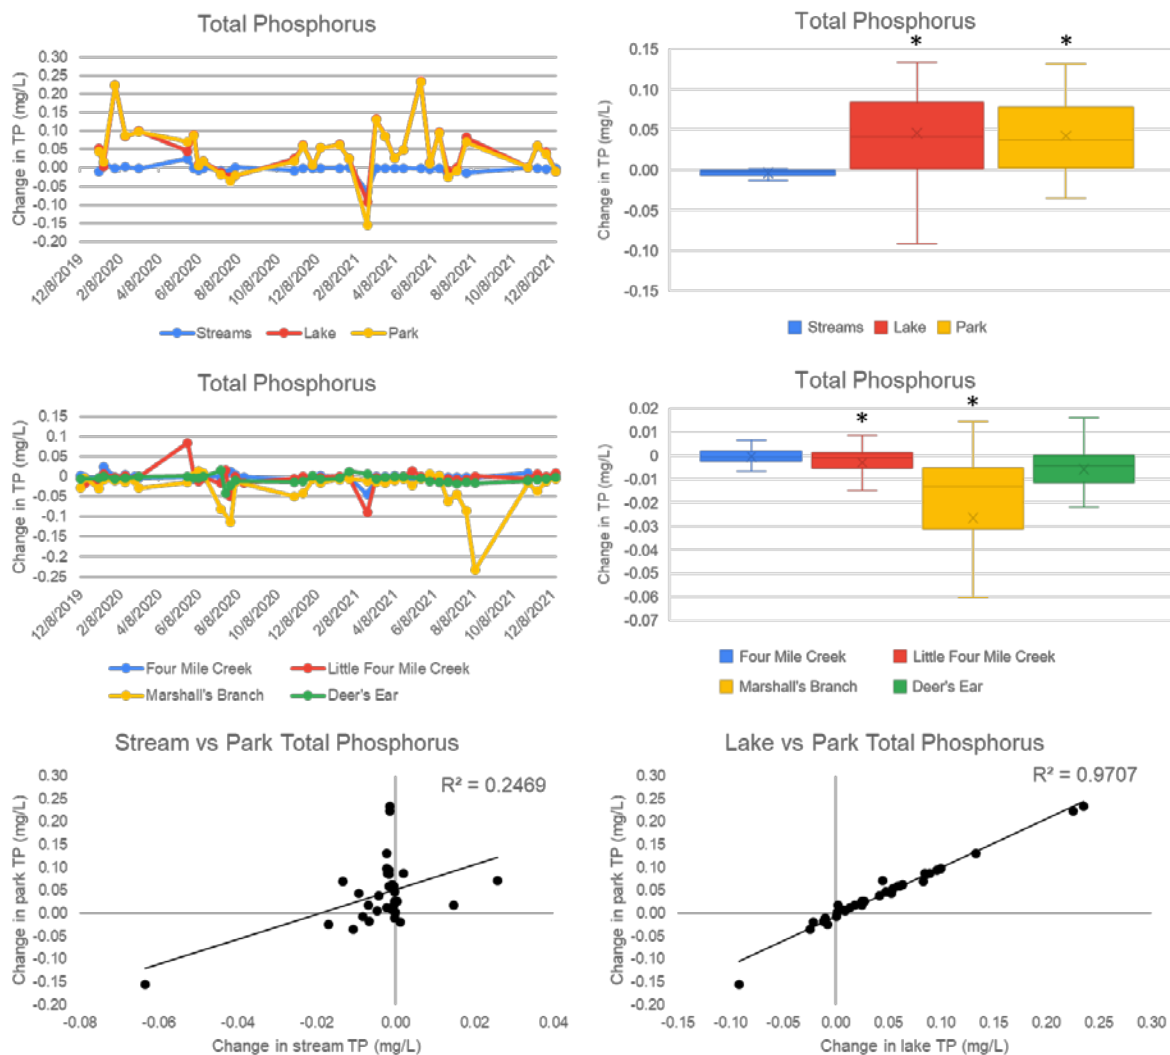 Total Phosphorus
Change in TP (mg/L)
0.30
0.25
0.20
0.15
0.10
0.05
0.00
-0.05
-0.10
-0.15
-0.20
12/8/2019 2/8/2020 4/8/2020 6/8/2020 8/8/2020 10/8/2020 12/8/2020 2/8/2021 4/8/2021 6/8/2021 8/8/2021 10/8/2021 12/8/2021
Streams Lake Park
Total Phosphorus
Change in TP (mg/L)
* *
0.15
0.10
0.05
0.00
-0.05
-0.10
-0.15
Streams Lake Park
Total Phosphorus
Change in TP (mg/L)
0.15
0.1
0.05
0
-0.05
-0.1
-0.15
-0.2
-0.25
12/8/2019 2/8/2020 4/8/2020 6/8/2020 8/8/2020 10/8/2020 12/8/2020 2/8/2021 4/8/2021 6/8/2021 8/8/2021 10/8/2021 12/8/2021
Four Mile Creek Little Four Mile Creek
Marshall's Branch Deer's Ear
Total Phosphorus
Change in TP (mg/L)
* *
0.02
0.01
0
-0.01
-0.02
-0.03
-0.04
-0.05
-0.06
-0.07
Four Mile Creek Little Four Mile Creek
Marshall's Branch Deer's Ear
Stream vs Park Total Phosphorus
R² = 0.2469
Change in park TP (mg/L)
0.30
0.25
0.20
0.15
0.10
0.05
0.00
-0.05
-0.10
-0.15
-0.20
-0.08 -0.06 -0.04 -0.02 0.00 0.02 0.04
Change in stream TP (mg/L)
Lake vs Park Total Phosphorus
R² = 0.9707
Change in park TP (mg/L)
0.30
0.25
0.20
0.15
0.10
0.05
0.00
-0.05
-0.10
-0.15
-0.20
-0.15 -0.10 -0.05 0.00 0.05 0.10 0.15 0.20 0.25 0.30
Change in lake TP (mg/L)